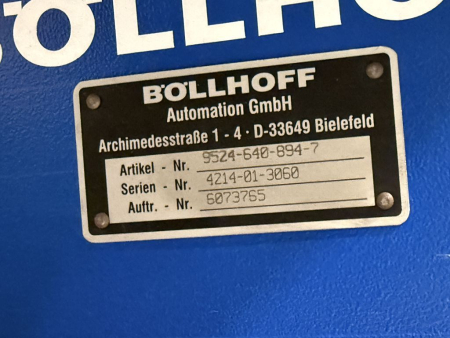 BÖLLHO
BÖLLHOFF
Automation GmbH
Archimedesstraße 1 - 4 · D-33649 Bielefeld
Artikel - Nr. 9524-640-894-7
Serien - Nr. 4214-01-3060
Auftr. - Nr. 6073765